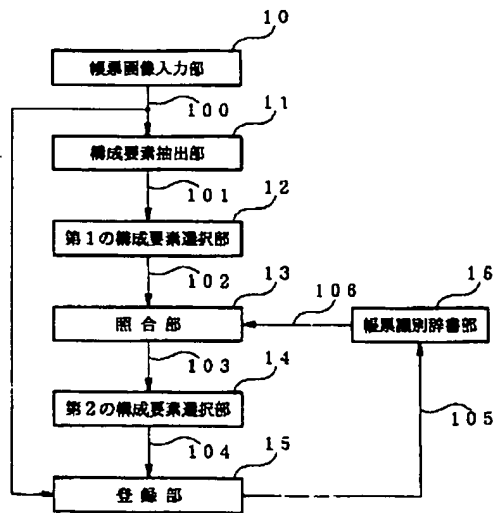 10
帳票画像入力部
100
11
構成要素抽出部
101
12
第1の構成要素選択部
102
13
106
16
照合部
帳票識別辞書部
103
14
第2の構成要素選択部
105
104
15
登録部